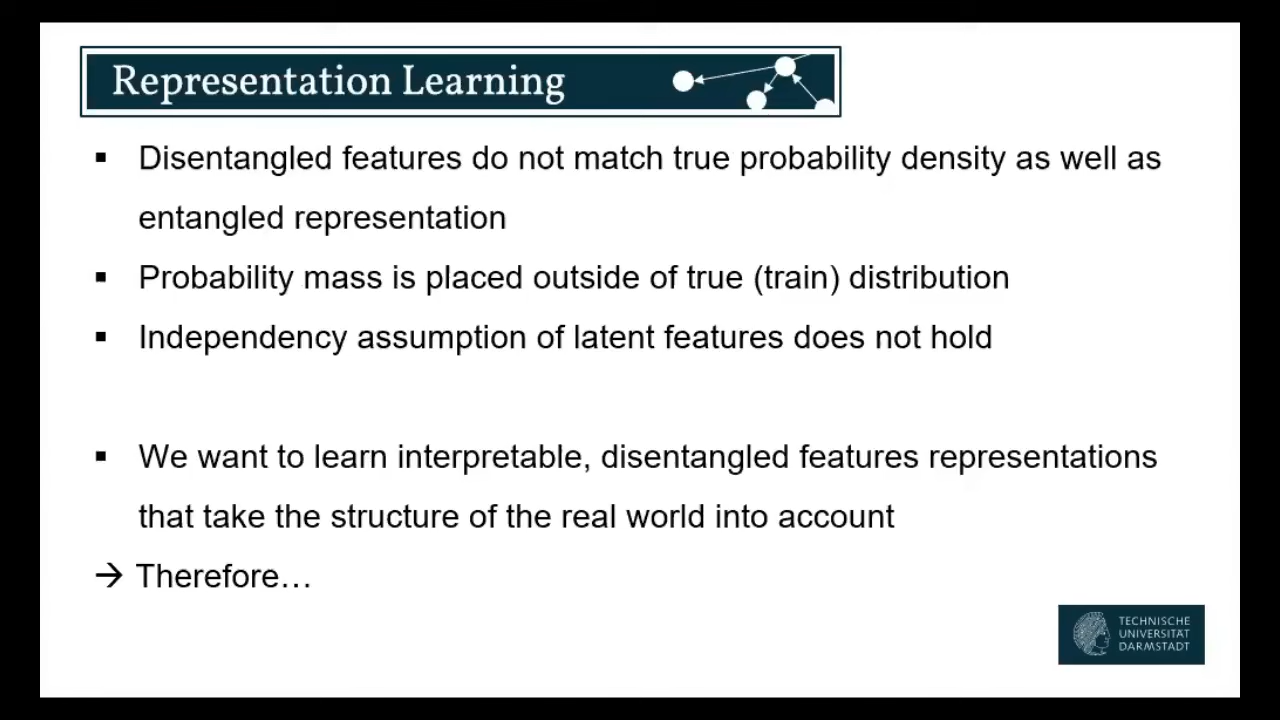 Representation Learning
▪ Disentangled features do not match true probability density as well as
entangled representation
▪ Probability mass is placed outside of true (train) distribution
▪ Independency assumption of latent features does not hold
▪ We want to learn interpretable, disentangled features representations
that take the structure of the real world into account
→ Therefore…
TECHNISCHE
UNIVERSITÄT
DARMSTADT